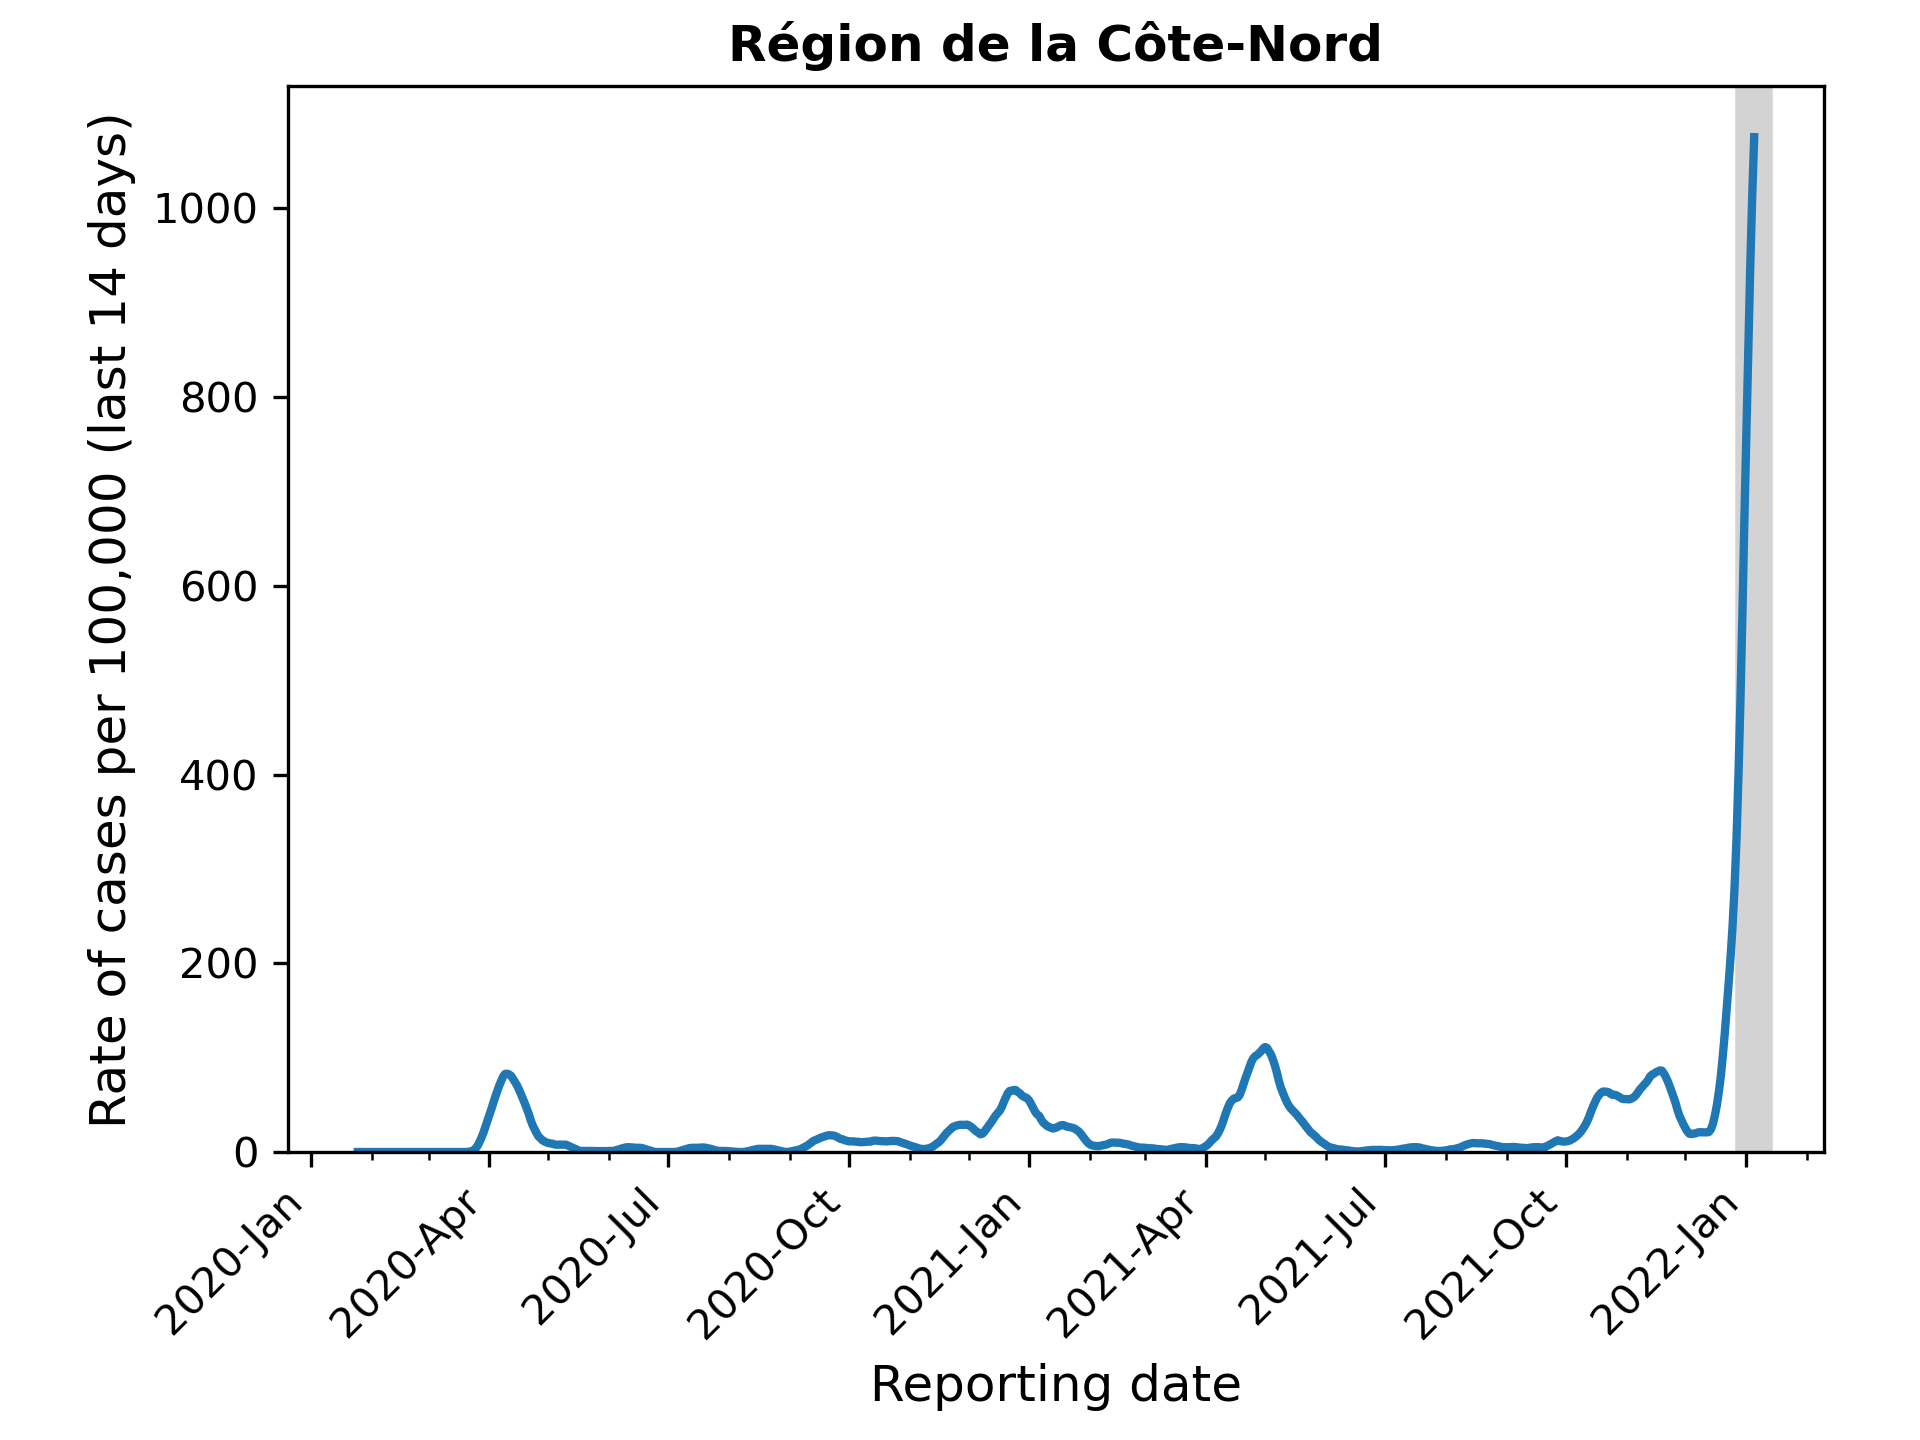 Région de la Côte-Nord
Rate of cases per 100,000 (last 14 days)
1000
800
600
400
200
0
2020-Jan
2020-Apr
2020-Jul
2020-Oct
2021-Jan
2021-Apr
2021-Jul
2021-Oct
2022-Jan
Reporting date